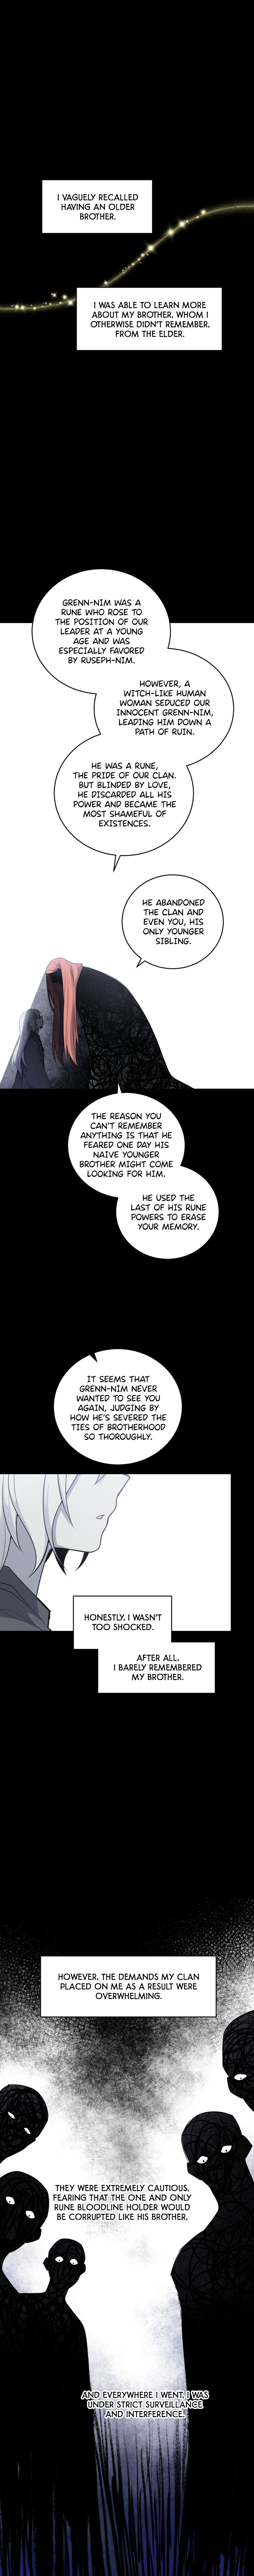 I VAGUELY RECALLED
HAVING AN OLDER
BROTHER.
I WAS ABLE TO LEARN MORE
ABOUT MY BROTHER, WHOM I
OTHERWISE DIDN'T REMEMBER,
FROM THE ELDER.
GRENN-NIM WAS A
RUNE WHO ROSE TO
THE POSITION OF OUR
LEADER AT A YOUNG
AGE AND WAS
ESPECIALLY FAVORED
BY RUSEPH-NIM.
HOWEVER, A
WITCH-LIKE HUMAN
WOMAN SEDUCED OUR
INNOCENT GRENN-NIM,
LEADING HIM DOWN A
PATH OF RUIN.
HE WAS A RUNE,
THE PRIDE OF OUR CLAN.
BUT BLINDED BY LOVE,
HE DISCARDED ALL HIS
POWER AND BECAME THE
MOST SHAMEFUL OF
EXISTENCES.
HE ABANDONED
THE CLAN AND
EVEN YOU, HIS
ONLY YOUNGER
SIBLING.
THE REASON YOU
CAN'T REMEMBER
ANYTHING IS THAT HE
FEARED ONE DAY HIS
NAIVE YOUNGER
BROTHER MIGHT COME
LOOKING FOR HIM.
HE USED THE
LAST OF HIS RUNE
POWERS TO ERASE
YOUR MEMORY.
IT SEEMS THAT
GRENN-NIM NEVER
WANTED TO SEE YOU
AGAIN, JUDGING BY
HOW HE'S SEVERED THE
TIES OF BROTHERHOOD
SO THOROUGHLY.
HONESTLY, I WASN'T
TOO SHOCKED.
AFTER ALL,
I BARELY REMEMBERED
MY BROTHER.
HOWEVER, THE DEMANDS MY CLAN
PLACED ON ME AS A RESULT WERE
OVERWHELMING.
THEY WERE EXTREMELY CAUTIOUS,
FEARING THAT THE ONE AND ONLY
RUNE BLOODLINE HOLDER WOULD
BE CORRUPTED LIKE HIS BROTHER,
AND EVERYWHERE I WENT, I WAS
UNDER STRICT SURVEILLANCE
AND INTERFERENCE.